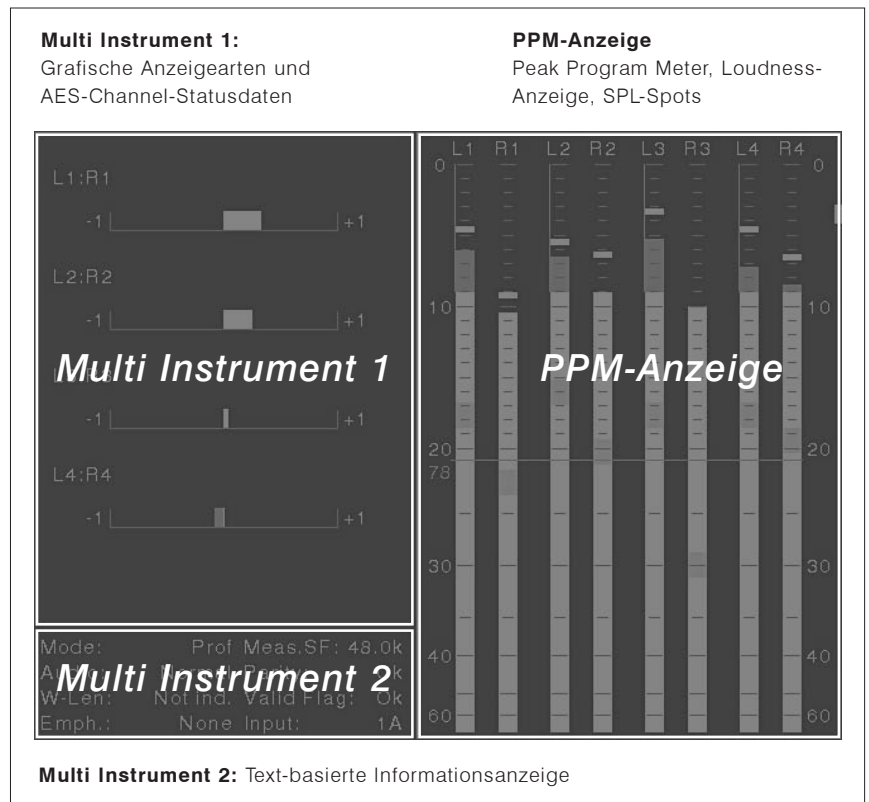 Multi Instrument 1:
Grafische Anzeigearten und
AES-Channel-Statusdaten
PPM-Anzeige
Peak Program Meter, Loudness-
Anzeige, SPL-Spots
L1:R1
-1 +1
L2:R2
-1 +1
Multi Instrument 1
-1 +1
L4:R4
-1 +1
L1 R1 L2 R2 L3 R3 L4 R4
0 0
10 10
PPM-Anzeige
20 20
78
30 30
40 40
60 60
Mode: Prof Meas.SF: 48.0k
Multi Instrument 2
W-Len: Not Ind. Valid Flag: Ok
Emph.: None Input: 1A
Multi Instrument 2: Text-basierte Informationsanzeige